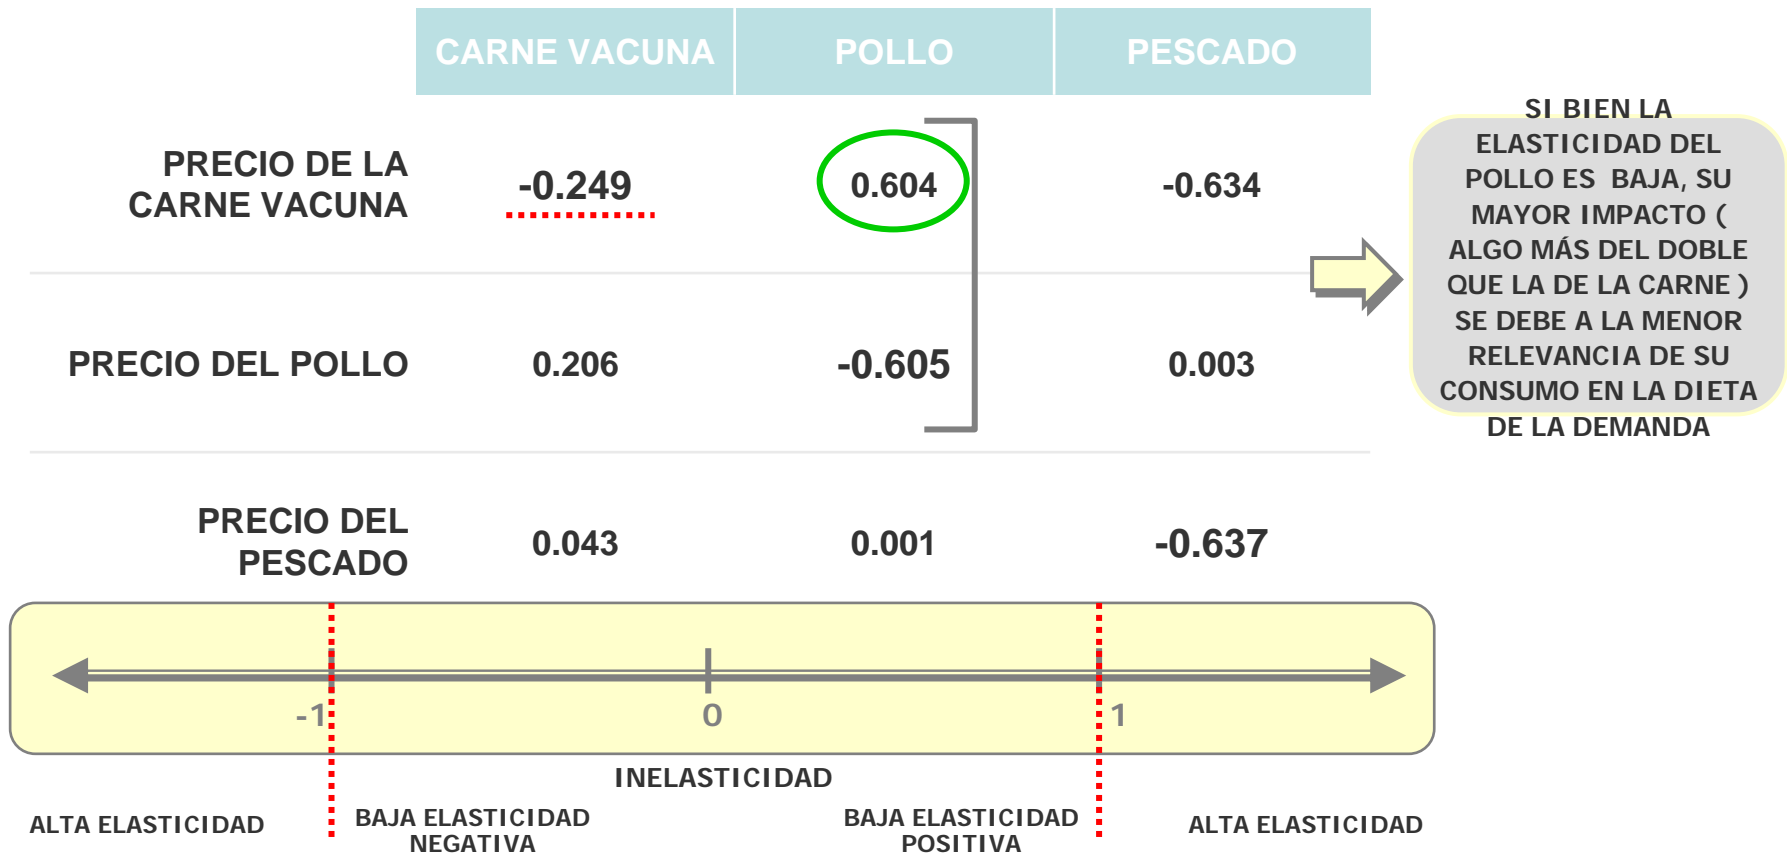 CARNE VACUNA POLLO PESCADO
PRECIO DE LA
CARNE VACUNA
-0.249 0.604 -0.634
PRECIO DEL POLLO 0.206 -0.605 0.003
PRECIO DEL
PESCADO
0.043 0.001 -0.637
SI BIEN LA
ELASTICIDAD DEL
POLLO ES BAJA, SU
MAYOR IMPACTO (
ALGO MÁS DEL DOBLE
QUE LA DE LA CARNE )
SE DEBE A LA MENOR
RELEVANCIA DE SU
CONSUMO EN LA DIETA
DE LA DEMANDA
-1 0 1
INELASTICIDAD
ALTA ELASTICIDAD
BAJA ELASTICIDAD
NEGATIVA
BAJA ELASTICIDAD
POSITIVA
ALTA ELASTICIDAD